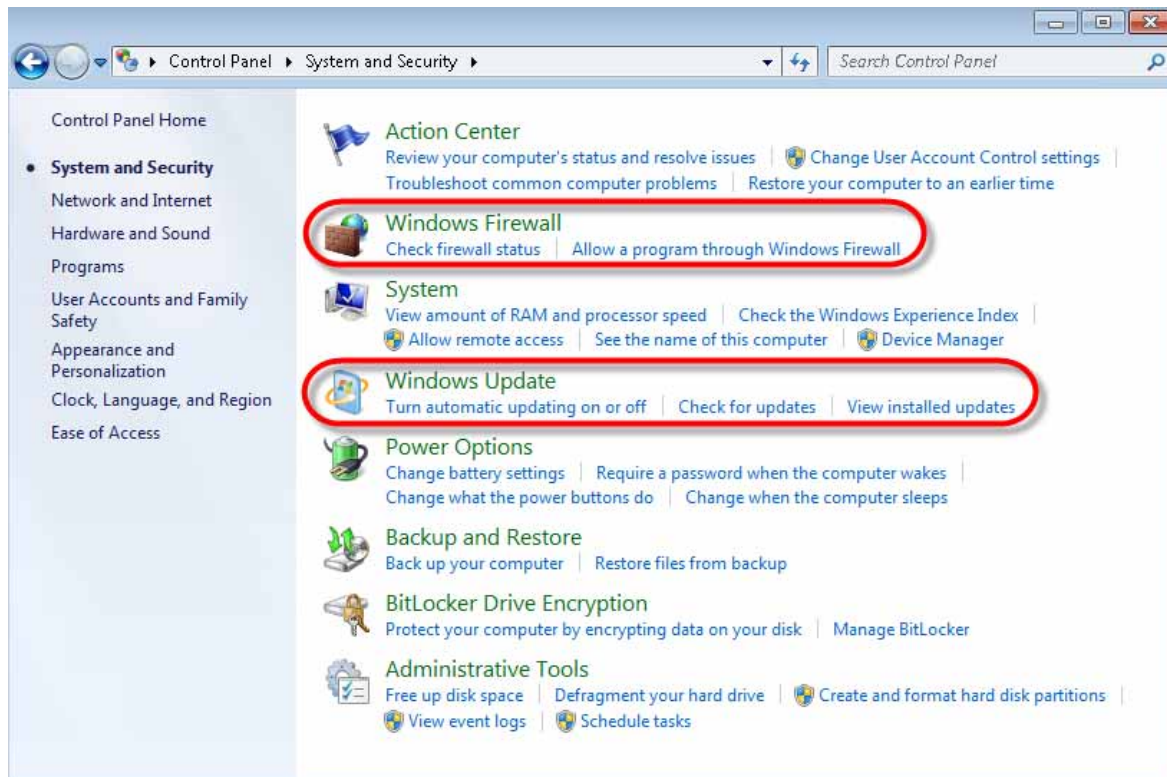 Control Panel ▸ System and Security ▸
Search Control Panel
Control Panel Home
System and Security
Network and Internet
Hardware and Sound
Programs
User Accounts and Family
Safety
Appearance and
Personalization
Clock, Language, and Region
Ease of Access
Action Center
Review your computer's status and resolve issues | Change User Account Control settings
Troubleshoot common computer problems | Restore your computer to an earlier time
Windows Firewall
Check firewall status | Allow a program through Windows Firewall
System
View amount of RAM and processor speed | Check the Windows Experience Index
Allow remote access | See the name of this computer | Device Manager
Windows Update
Turn automatic updating on or off | Check for updates | View installed updates
Power Options
Change battery settings | Require a password when the computer wakes
Change what the power buttons do | Change when the computer sleeps
Backup and Restore
Back up your computer | Restore files from backup
BitLocker Drive Encryption
Protect your computer by encrypting data on your disk | Manage BitLocker
Administrative Tools
Free up disk space | Defragment your hard drive | Create and format hard disk partitions
View event logs | Schedule tasks